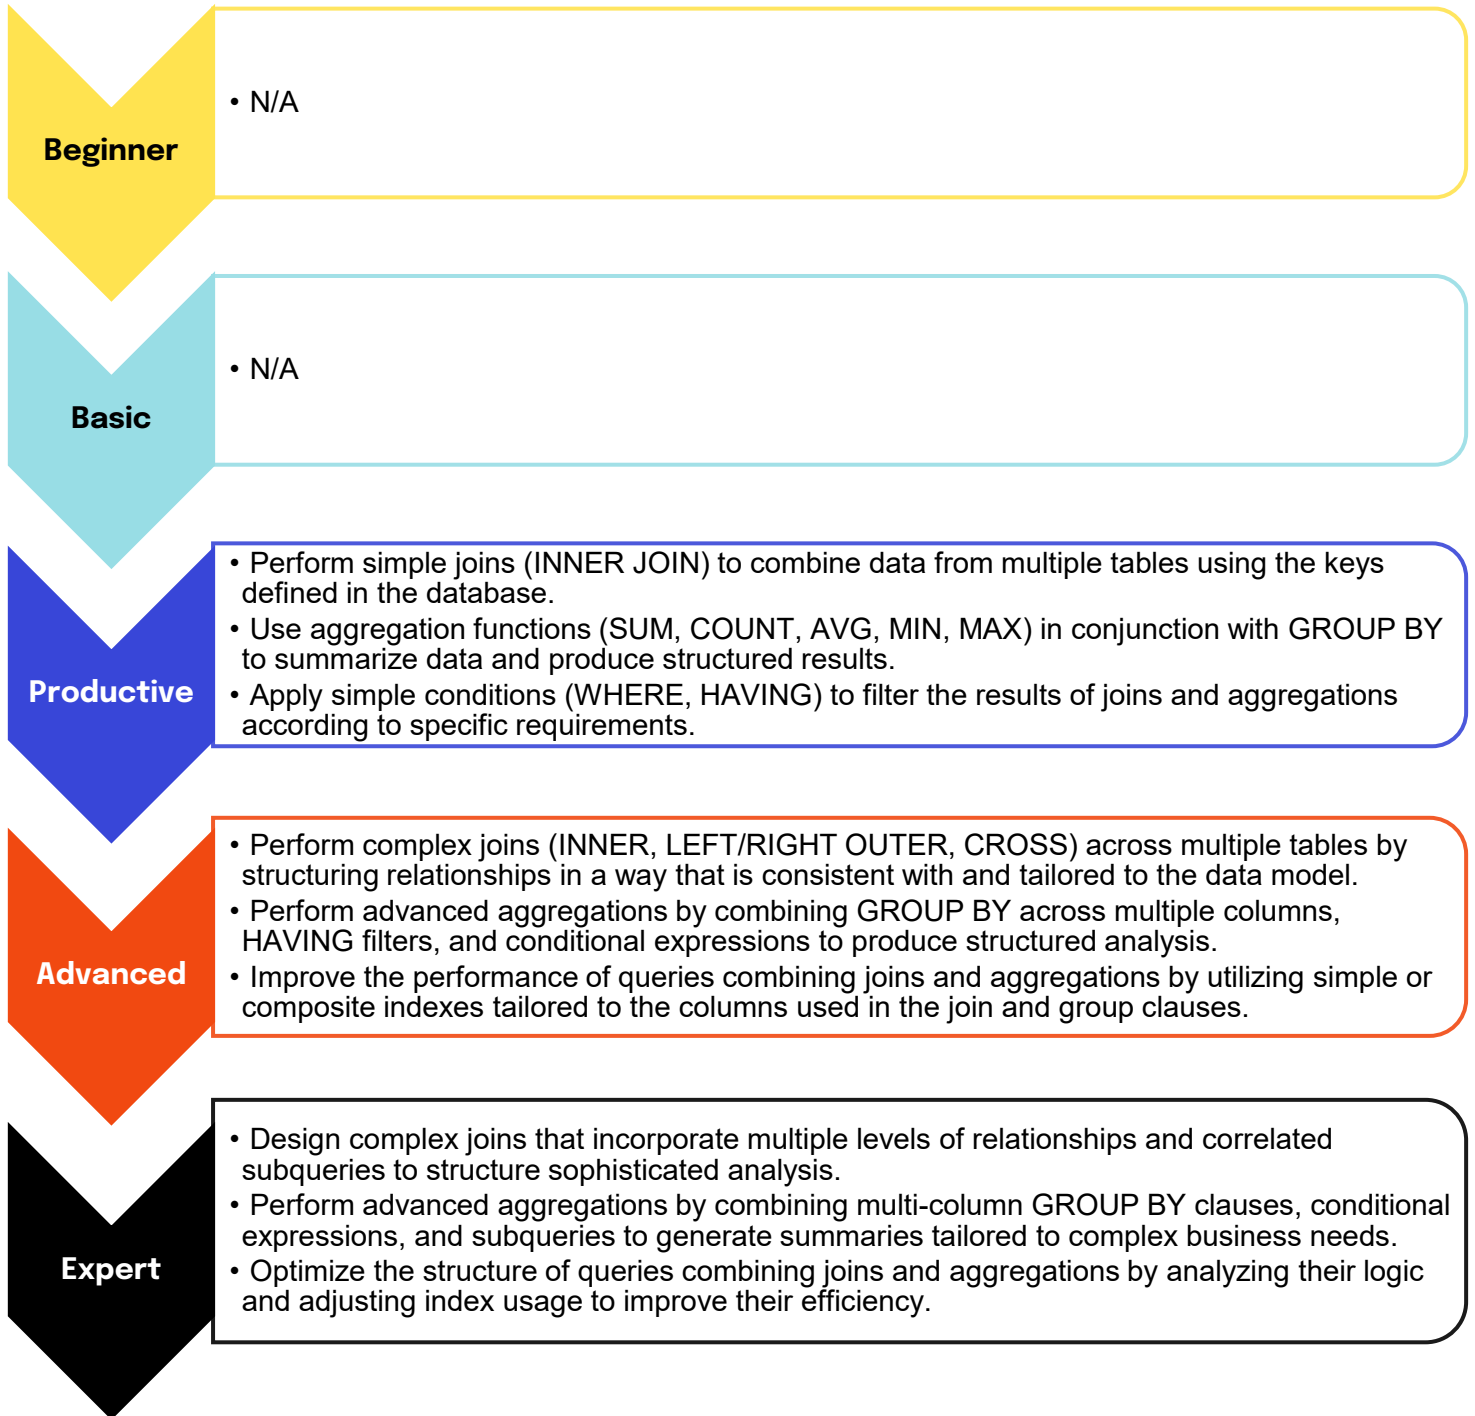 Beginner
• N/A
Basic
• N/A
Productive
• Perform simple joins (INNER JOIN) to combine data from multiple tables using the keys
defined in the database.
• Use aggregation functions (SUM, COUNT, AVG, MIN, MAX) in conjunction with GROUP BY
to summarize data and produce structured results.
• Apply simple conditions (WHERE, HAVING) to filter the results of joins and aggregations
according to specific requirements.
Advanced
• Perform complex joins (INNER, LEFT/RIGHT OUTER, CROSS) across multiple tables by
structuring relationships in a way that is consistent with and tailored to the data model.
• Perform advanced aggregations by combining GROUP BY across multiple columns,
HAVING filters, and conditional expressions to produce structured analysis.
• Improve the performance of queries combining joins and aggregations by utilizing simple or
composite indexes tailored to the columns used in the join and group clauses.
Expert
• Design complex joins that incorporate multiple levels of relationships and correlated
subqueries to structure sophisticated analysis.
• Perform advanced aggregations by combining multi-column GROUP BY clauses, conditional
expressions, and subqueries to generate summaries tailored to complex business needs.
• Optimize the structure of queries combining joins and aggregations by analyzing their logic
and adjusting index usage to improve their efficiency.